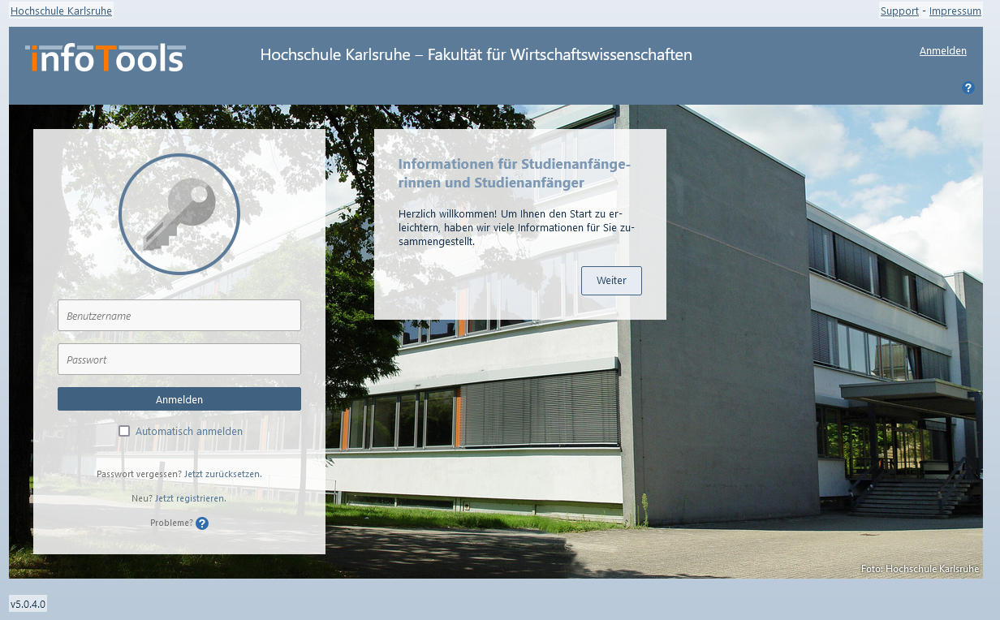 Hochschule Karlsruhe
Support - Impressum
infoTools
Hochschule Karlsruhe – Fakultät für Wirtschaftswissenschaften
Anmelden
?
Benutzername
Passwort
Anmelden
Automatisch anmelden
Passwort vergessen? Jetzt zurücksetzen.
Neu? Jetzt registrieren.
Probleme? ?
Informationen für Studienanfänge-
rinnen und Studienanfänger
Herzlich willkommen! Um Ihnen den Start zu er-
leichtern, haben wir viele Informationen für Sie zu-
sammengestellt.
Weiter
Foto: Hochschule Karlsruhe
v5.0.4.0